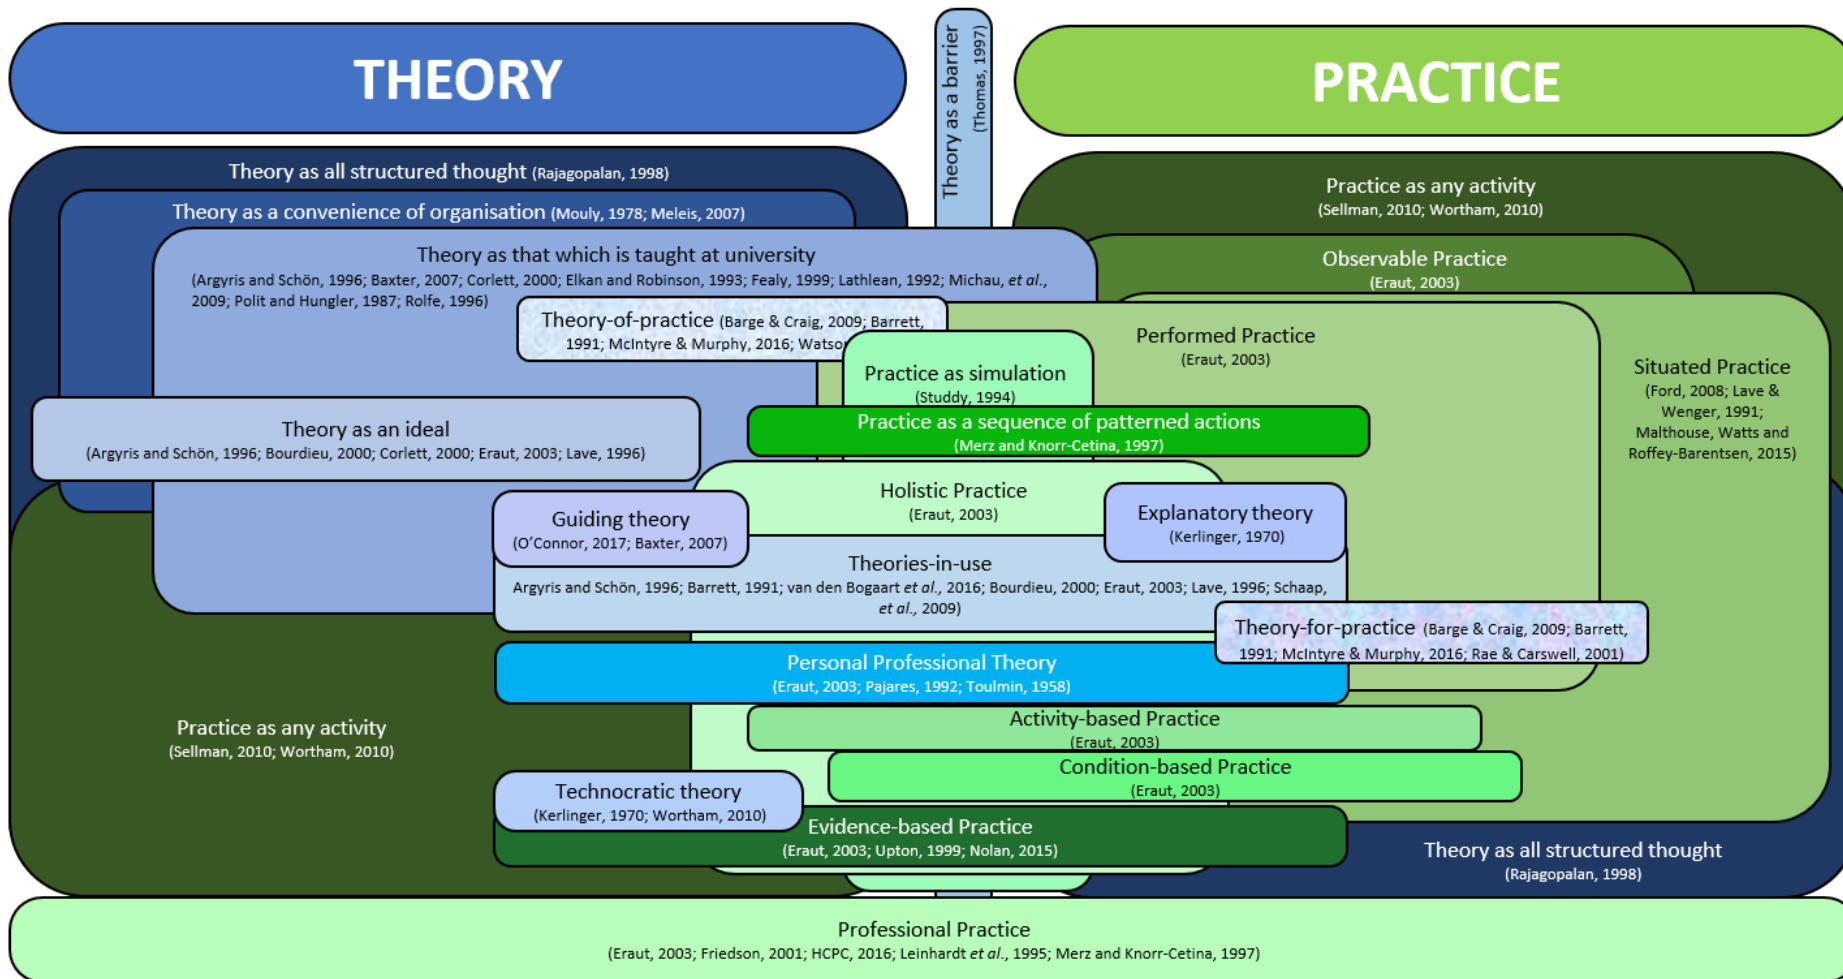 THEORY
PRACTICE
Theory as a barrier
(Thomas, 1997)
Theory as all structured thought (Rajagopalan, 1998)
Theory as a convenience of organisation (Mouly, 1978; Meleis, 2007)
Theory as that which is taught at university
(Argyris and Schön, 1996; Baxter, 2007; Corlett, 2000; Elkan and Robinson, 1993; Fealy, 1999; Lathlean, 1992; Michau, et al.,
2009; Polit and Hungler, 1987; Rolfe, 1996)
Theory-of-practice (Barge & Craig, 2009; Barrett,
1991; McIntyre & Murphy, 2016; Watso
Practice as any activity
(Sellman, 2010; Wortham, 2010)
Observable Practice
(Eraut, 2003)
Performed Practice
(Eraut, 2003)
Situated Practice
(Ford, 2008; Lave &
Wenger, 1991;
Malthouse, Watts and
Roffey-Barentsen, 2015)
Practice as simulation
(Studdy, 1994)
Practice as a sequence of patterned actions
(Merz and Knorr-Cetina, 1997)
Theory as an ideal
(Argyris and Schön, 1996; Bourdieu, 2000; Corlett, 2000; Eraut, 2003; Lave, 1996)
Holistic Practice
(Eraut, 2003)
Guiding theory
(O'Connor, 2017; Baxter, 2007)
Explanatory theory
(Kerlinger, 1970)
Theories-in-use
Argyris and Schön, 1996; Barrett, 1991; van den Bogaart et al., 2016; Bourdieu, 2000; Eraut, 2003; Lave, 1996; Schaap,
et al., 2009)
Theory-for-practice (Barge & Craig, 2009; Barrett,
1991; McIntyre & Murphy, 2016; Rae & Carswell, 2001)
Personal Professional Theory
(Eraut, 2003; Pajares, 1992; Toulmin, 1958)
Practice as any activity
(Sellman, 2010; Wortham, 2010)
Activity-based Practice
(Eraut, 2003)
Condition-based Practice
(Eraut, 2003)
Technocratic theory
(Kerlinger, 1970; Wortham, 2010)
Evidence-based Practice
(Eraut, 2003; Upton, 1999; Nolan, 2015)
Theory as all structured thought
(Rajagopalan, 1998)
Professional Practice
(Eraut, 2003; Friedson, 2001; HCPC, 2016; Leinhardt et al., 1995; Merz and Knorr-Cetina, 1997)